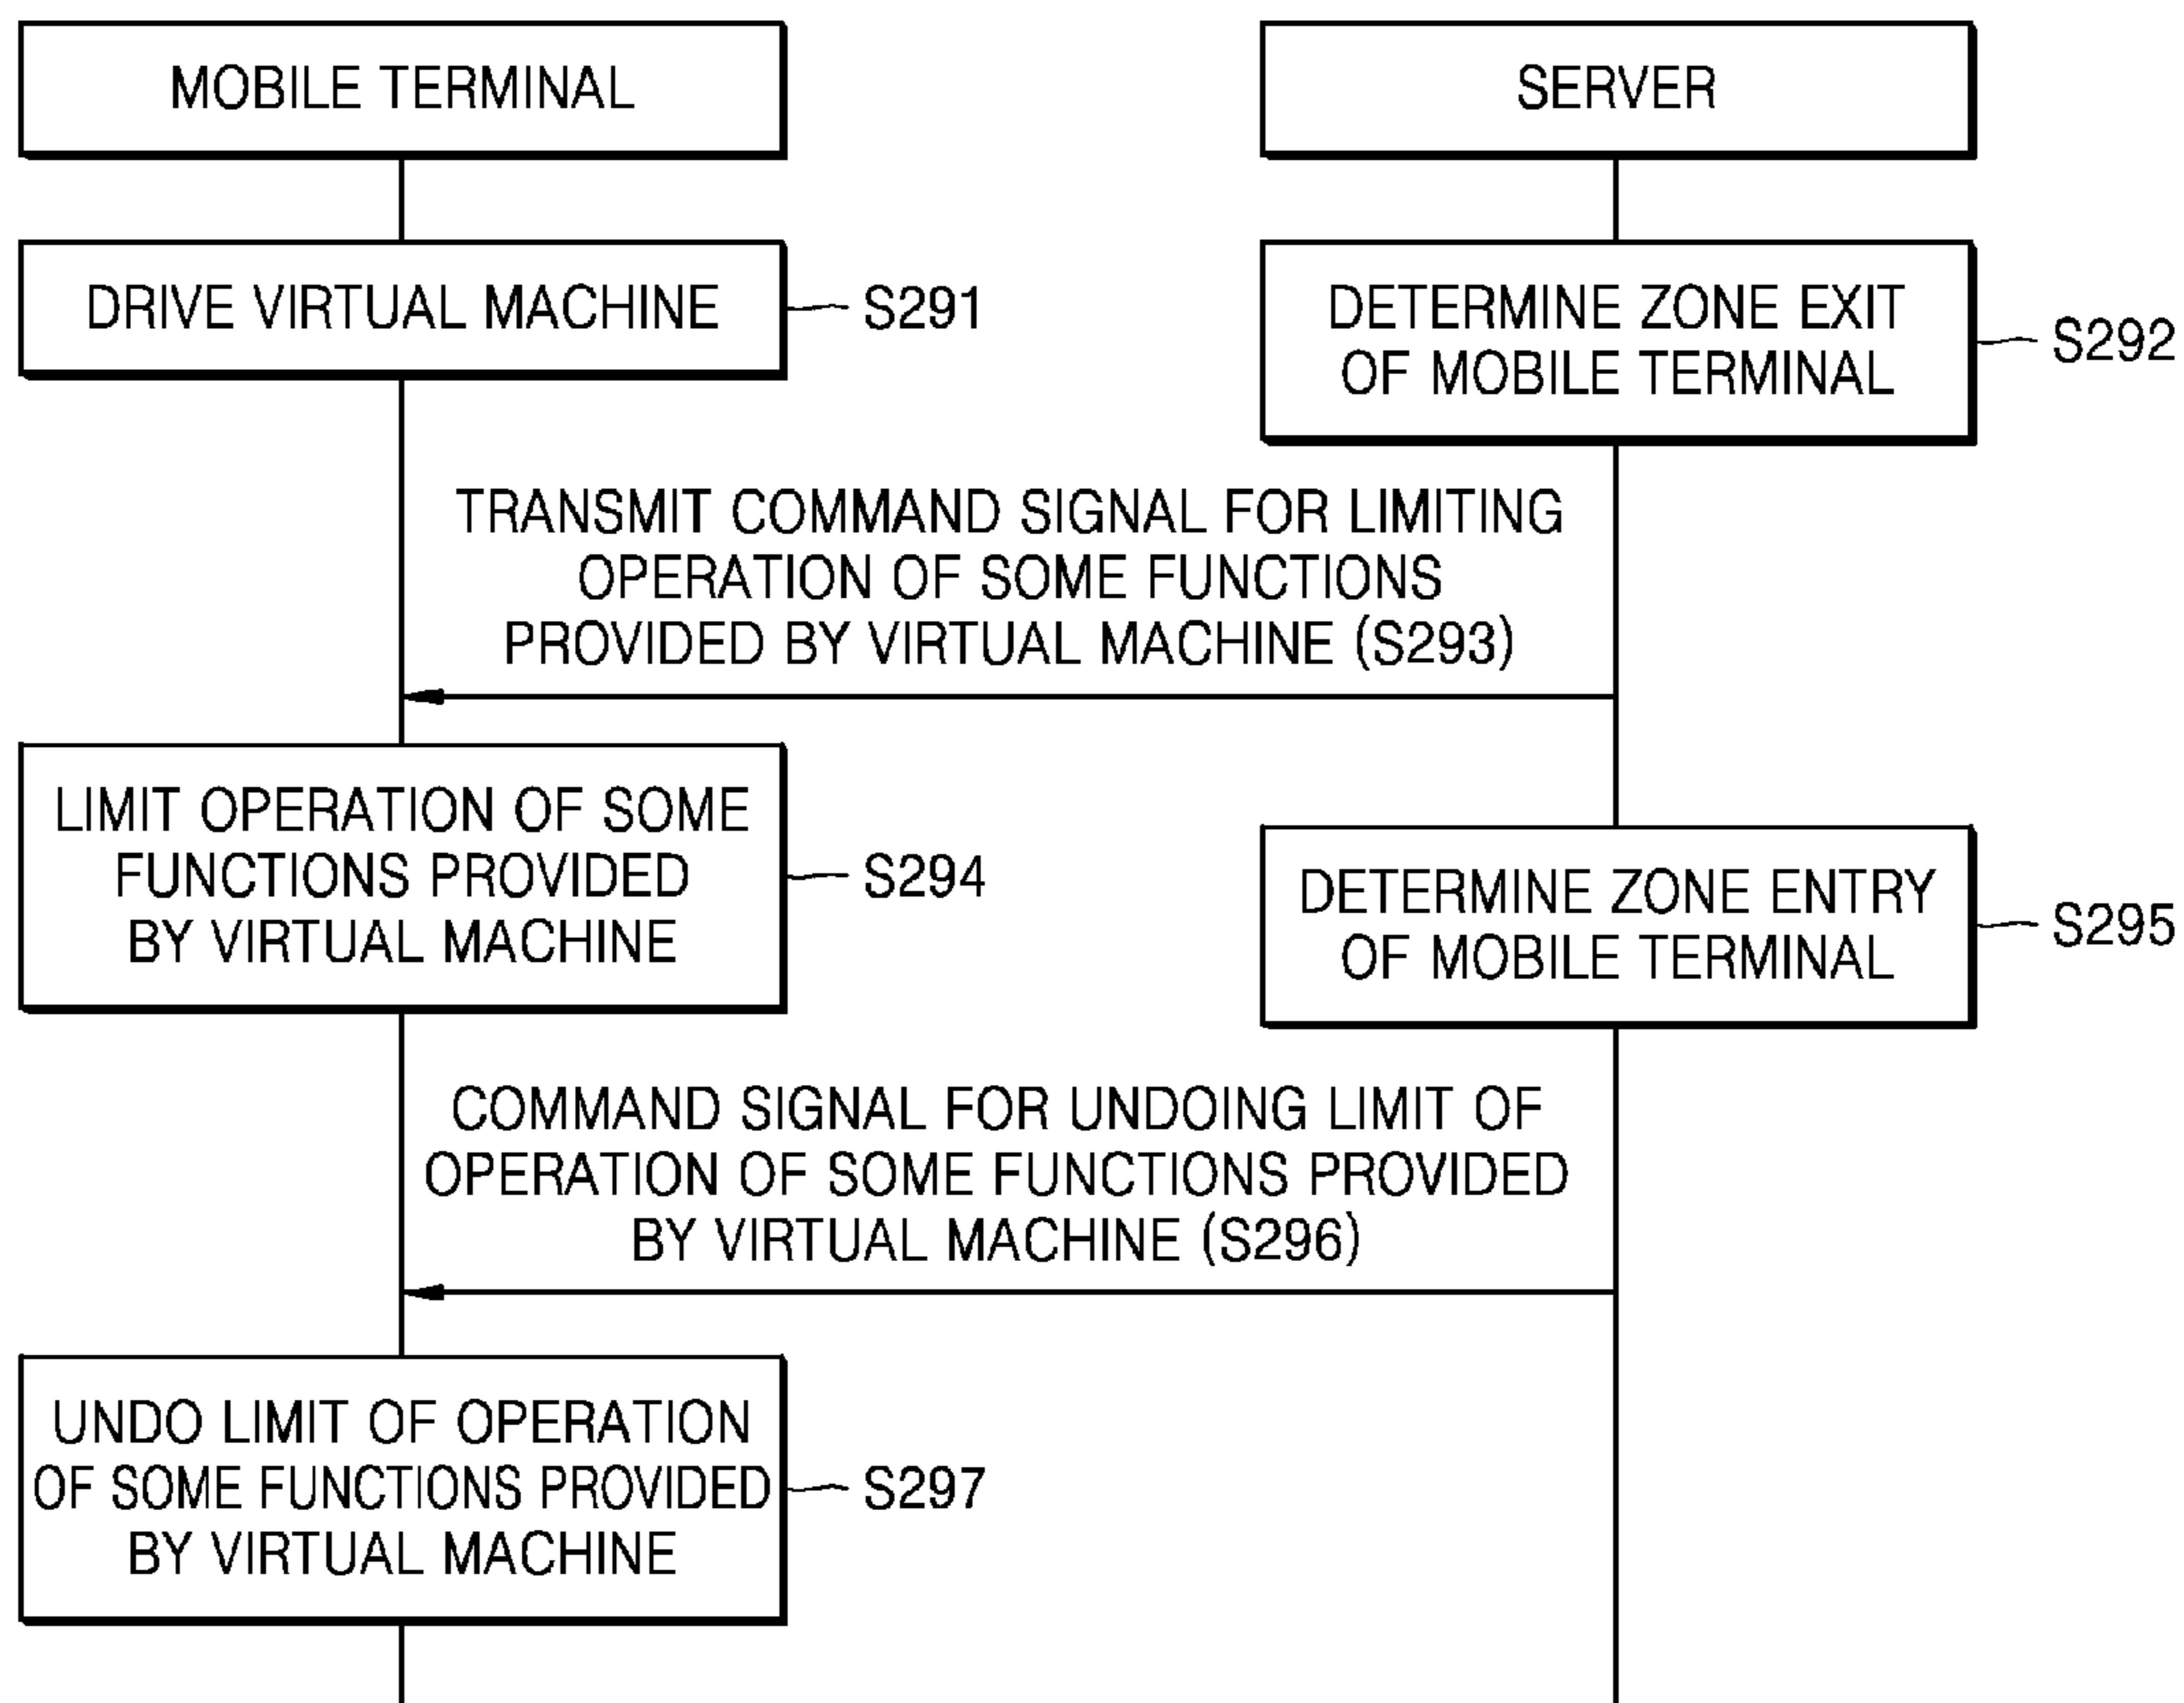 MOBILE TERMINAL
SERVER
DRIVE VIRTUAL MACHINE
S291
DETERMINE ZONE EXIT
OF MOBILE TERMINAL
S292
TRANSMIT COMMAND SIGNAL FOR LIMITING
OPERATION OF SOME FUNCTIONS
PROVIDED BY VIRTUAL MACHINE (S293)
LIMIT OPERATION OF SOME
FUNCTIONS PROVIDED
BY VIRTUAL MACHINE
S294
DETERMINE ZONE ENTRY
OF MOBILE TERMINAL
S295
COMMAND SIGNAL FOR UNDOING LIMIT OF
OPERATION OF SOME FUNCTIONS PROVIDED
BY VIRTUAL MACHINE (S296)
UNDO LIMIT OF OPERATION
OF SOME FUNCTIONS PROVIDED
BY VIRTUAL MACHINE
S297